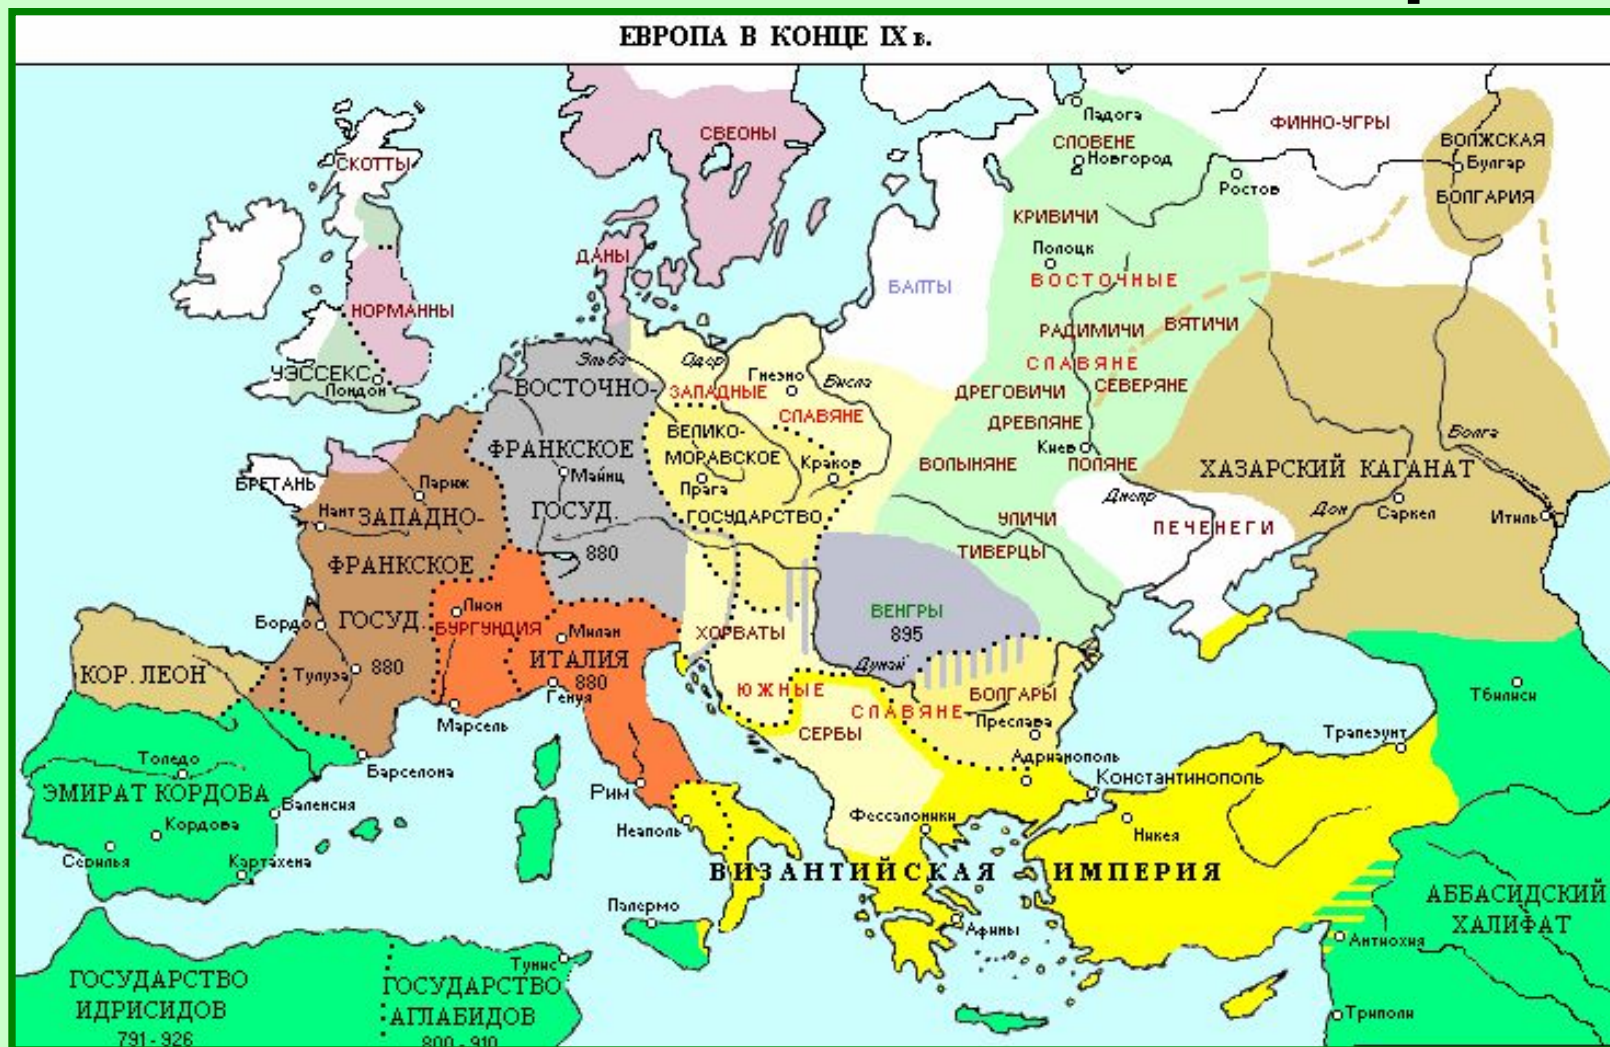 ЕВРОПА В КОНЦЕ IX в.
СКОТТЫ
НОРМАННЫ
УЭССЕКС
Лондон
СВЕОНЫ
ДАНЫ
БАЛТЫ
Ладога
СЛОВЕНЕ
Новгород
КРИВИЧИ
Полоцк
ВОСТОЧНЫЕ
СЛАВЯНЕ
РАДИМИЧИ
ВЯТИЧИ
СЕВЕРЯНЕ
ДРЕГОВИЧИ
ДРЕВЛЯНЕ
Киев
ПОЛЯНЕ
ВОЛЫНЯНЕ
УЛИЧИ
ТИВЕРЦЫ
Ростов
ФИННО-УГРЫ
ВОЛЖСКАЯ
Булгар
БОЛГАРИЯ
ХАЗАРСКИЙ КАГАНАТ
Волга
Дон
Саркел
Итиль
Днепр
ПЕЧЕНЕГИ
Эльба
Одер
Висла
Гнезно
ЗАПАДНЫЕ
СЛАВЯНЕ
ВЕЛИКО-
МОРАВСКОЕ
ГОСУДАРСТВО
Прага
Краков
ВОСТОЧНО-
ФРАНКСКОЕ
Майнц
ГОСУД.
880
БРЕТАНЬ
Париж
Нант
ЗАПАДНО-
ФРАНКСКОЕ
ГОСУД.
880
Бордо
Тулуза
Лион
БУРГУНДИЯ
Марсель
Милан
ИТАЛИЯ
880
Генуя
Рим
Неаполь
ХОРВАТЫ
ВЕНГРЫ
895
Дунай
ЮЖНЫЕ
СЛАВЯНЕ
СЕРБЫ
БОЛГАРЫ
Преслава
Адрианополь
Константинополь
Фессалоники
Никея
Трапезунт
Тбилиси
ВИЗАНТИЙСКАЯ ИМПЕРИЯ
Афины
Антиохия
Триполи
АББАСИДСКИЙ
ХАЛИФАТ
КОР. ЛЕОН
Толедо
ЭМИРАТ КОРДОВА
Кордова
Севилья
Валенсия
Картахена
Барселона
Палермо
Тунис
ГОСУДАРСТВО
ИДРИСИДОВ
791 - 926
ГОСУДАРСТВО
АГЛАБИДОВ
800 - 910